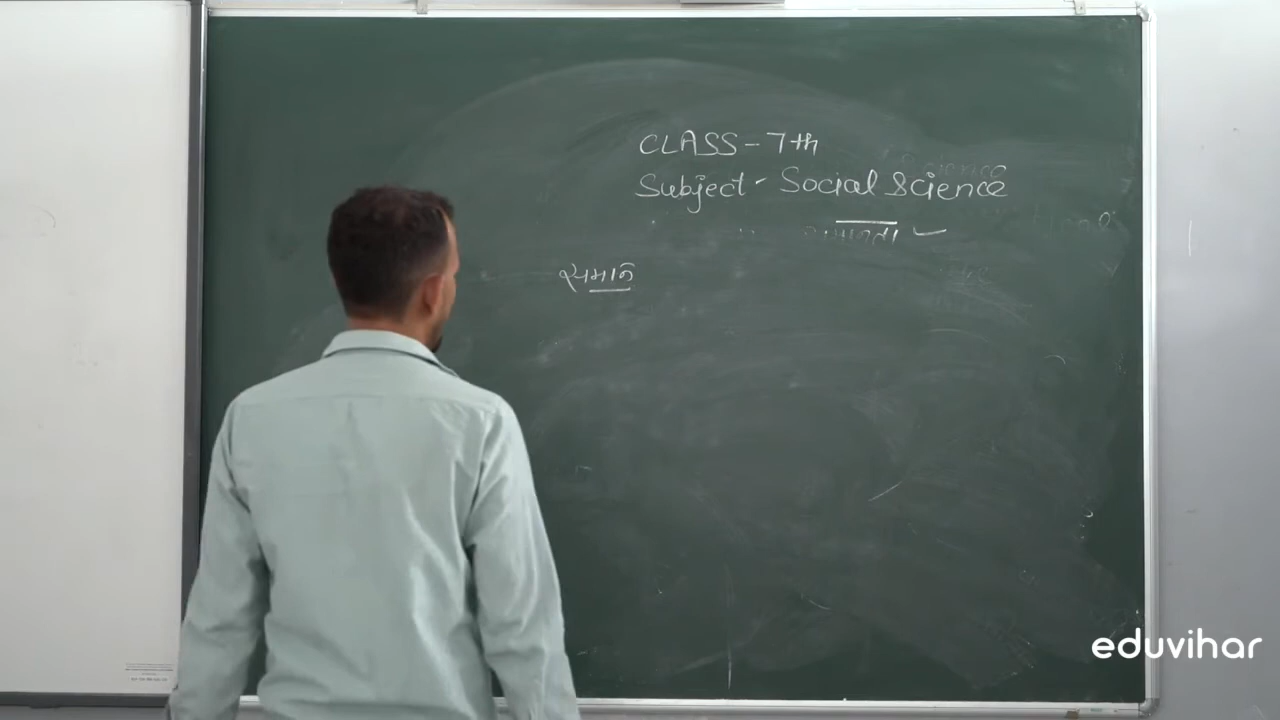 CLASS - 7th
Subject - Social Science
समान
eduvihar